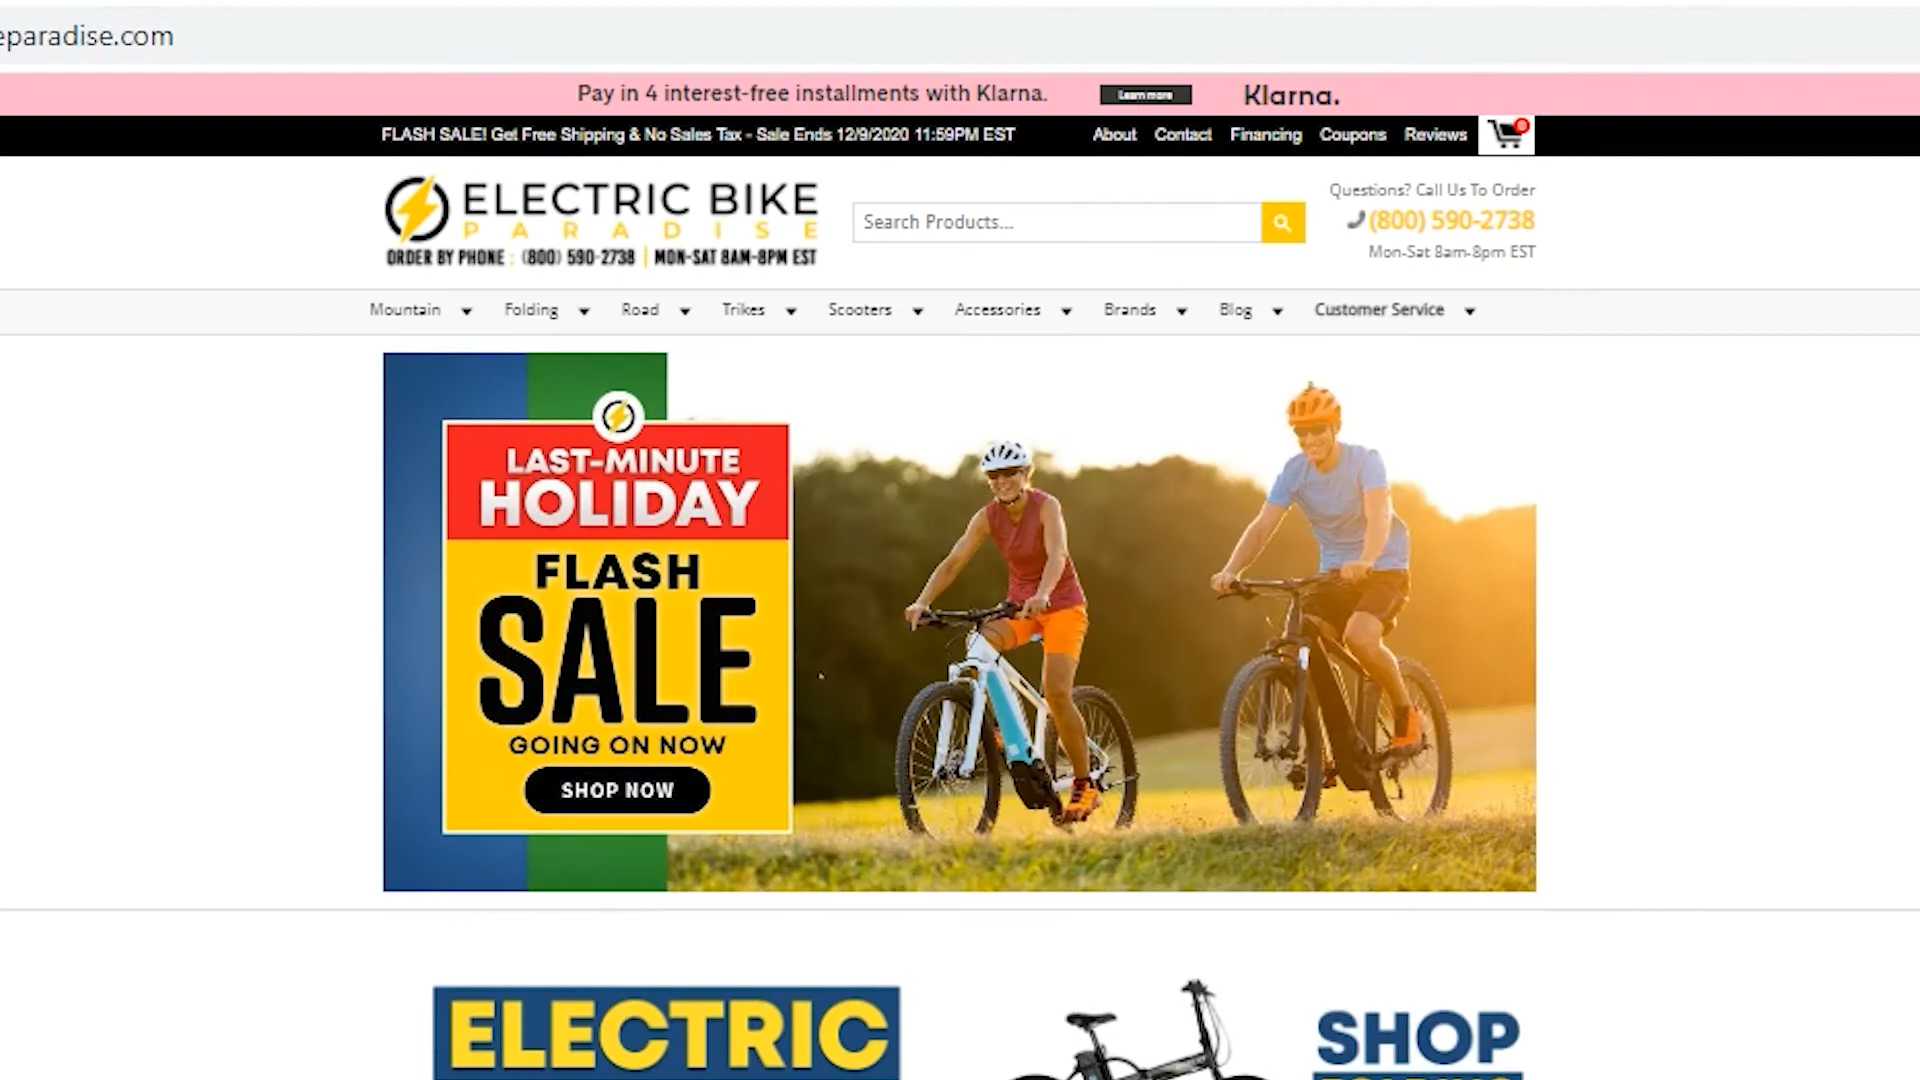 eparadise.com
Pay in 4 interest-free installments with Klarna. Learn more Klarna.
FLASH SALE! Get Free Shipping & No Sales Tax - Sale Ends 12/9/2020 11:59PM EST About Contact Financing Coupons Reviews 0
ELECTRIC BIKE
PARADISE
ORDER BY PHONE : (800) 590-2738 | MON-SAT 8AM-8PM EST
Search Products...
Questions? Call Us To Order
(800) 590-2738
Mon-Sat 8am-8pm EST
Mountain Folding Road Trikes Scooters Accessories Brands Blog Customer Service
LAST-MINUTE
HOLIDAY
FLASH
SALE
GOING ON NOW
SHOP NOW
ELECTRIC
SHOP